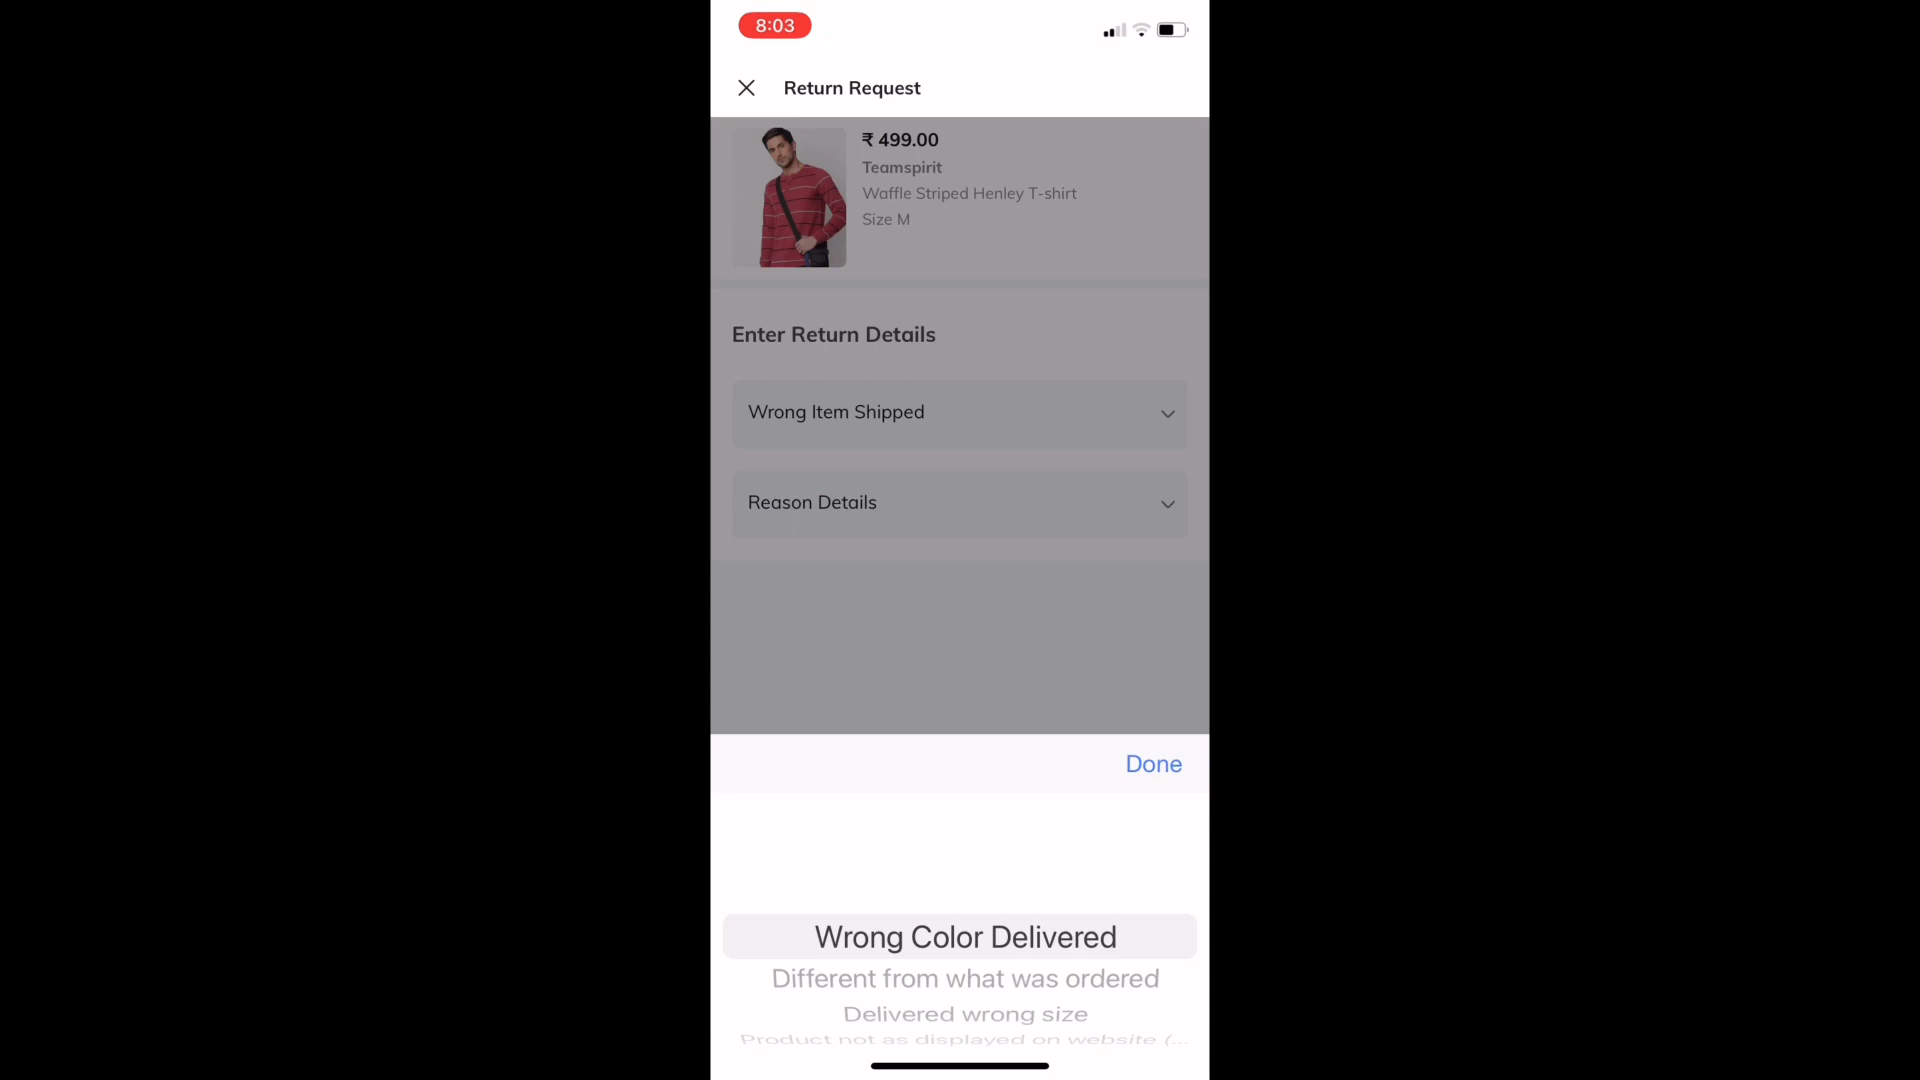 8:03
Return Request
₹ 499.00
Teamspirit
Waffle Striped Henley T-shirt
Size M
Enter Return Details
Wrong Item Shipped
Reason Details
Done
Wrong Color Delivered
Different from what was ordered
Delivered wrong size
Product not as displayed on website (...